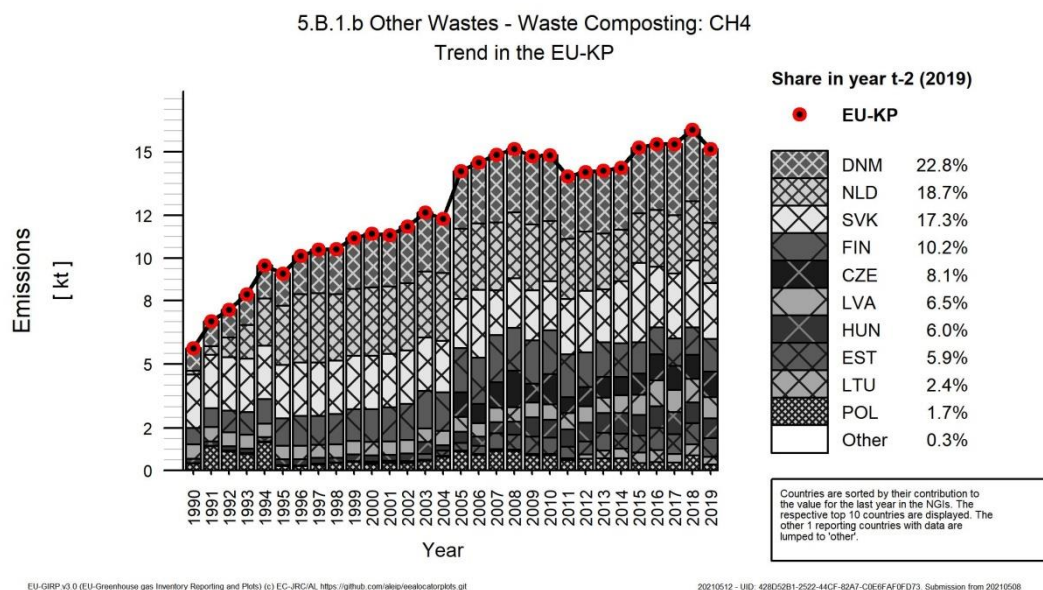 5.B.1.b Other Wastes - Waste Composting: CH4
Trend in the EU-KP
Emissions
[ kt ]
15
12
10
8
5
2
0
1990
1991
1992
1993
1994
1995
1996
1997
1998
1999
2000
2001
2002
2003
2004
2005
2006
2007
2008
2009
2010
2011
2012
2013
2014
2015
2016
2017
2018
2019
Year
Share in year t-2 (2019)
EU-KP
DNM 22.8%
NLD 18.7%
SVK 17.3%
FIN 10.2%
CZE 8.1%
LVA 6.5%
HUN 6.0%
EST 5.9%
LTU 2.4%
POL 1.7%
Other 0.3%
Countries are sorted by their contribution to
the value for the last year in the NGIs. The
respective top 10 countries are displayed. The
other 1 reporting countries with data are
lumped to 'other'.
EU-GIRP.v3.0 (EU-Greenhouse gas Inventory Reporting and Plots) (c) EC-JRC/AL https://github.com/aleip/eealocatorplots.git
20210512 - UID: 428D52B1-2522-44CF-82A7-C0E6FAF0FD73. Submission from 20210508